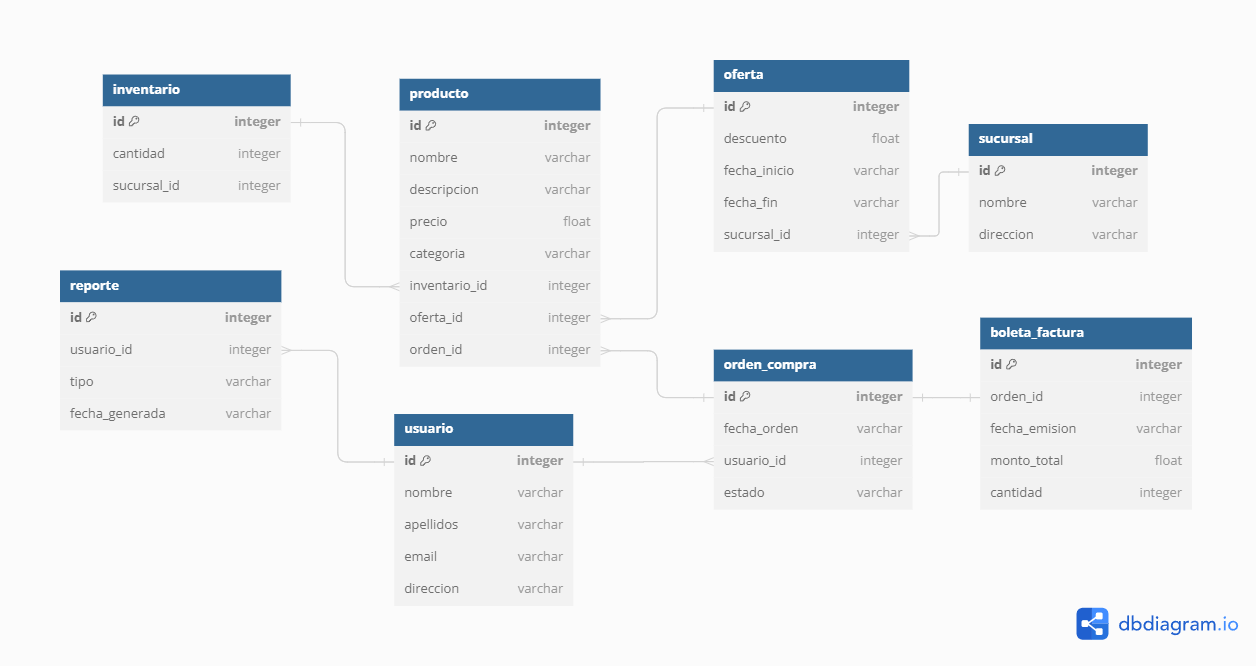 inventario
id integer
cantidad integer
sucursal_id integer
producto
id integer
nombre varchar
descripcion varchar
precio float
categoria varchar
inventario_id integer
oferta_id integer
orden_id integer
oferta
id integer
descuento float
fecha_inicio varchar
fecha_fin varchar
sucursal_id integer
sucursal
id integer
nombre varchar
direccion varchar
reporte
id integer
usuario_id integer
tipo varchar
fecha_generada varchar
usuario
id integer
nombre varchar
apellidos varchar
email varchar
direccion varchar
orden_compra
id integer
fecha_orden varchar
usuario_id integer
estado varchar
boleta_factura
id integer
orden_id integer
fecha_emision varchar
monto_total float
cantidad integer
dbdiagram.io